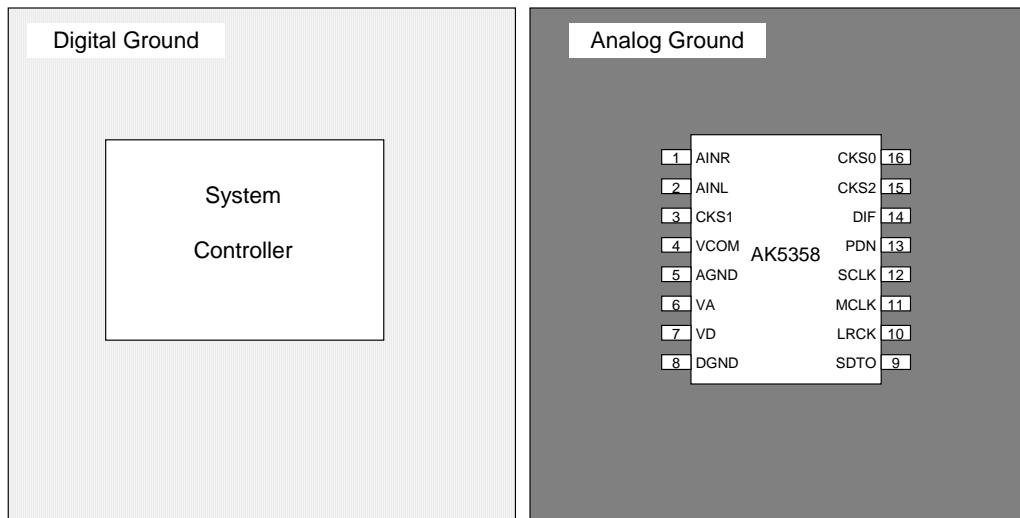 Digital Ground
Analog Ground
System
Controller
1 AINR CKS0 16
2 AINL CKS2 15
3 CKS1 DIF 14
4 VCOM PDN 13
AK5358
5 AGND SCLK 12
6 VA MCLK 11
7 VD LRCK 10
8 DGND SDTO 9